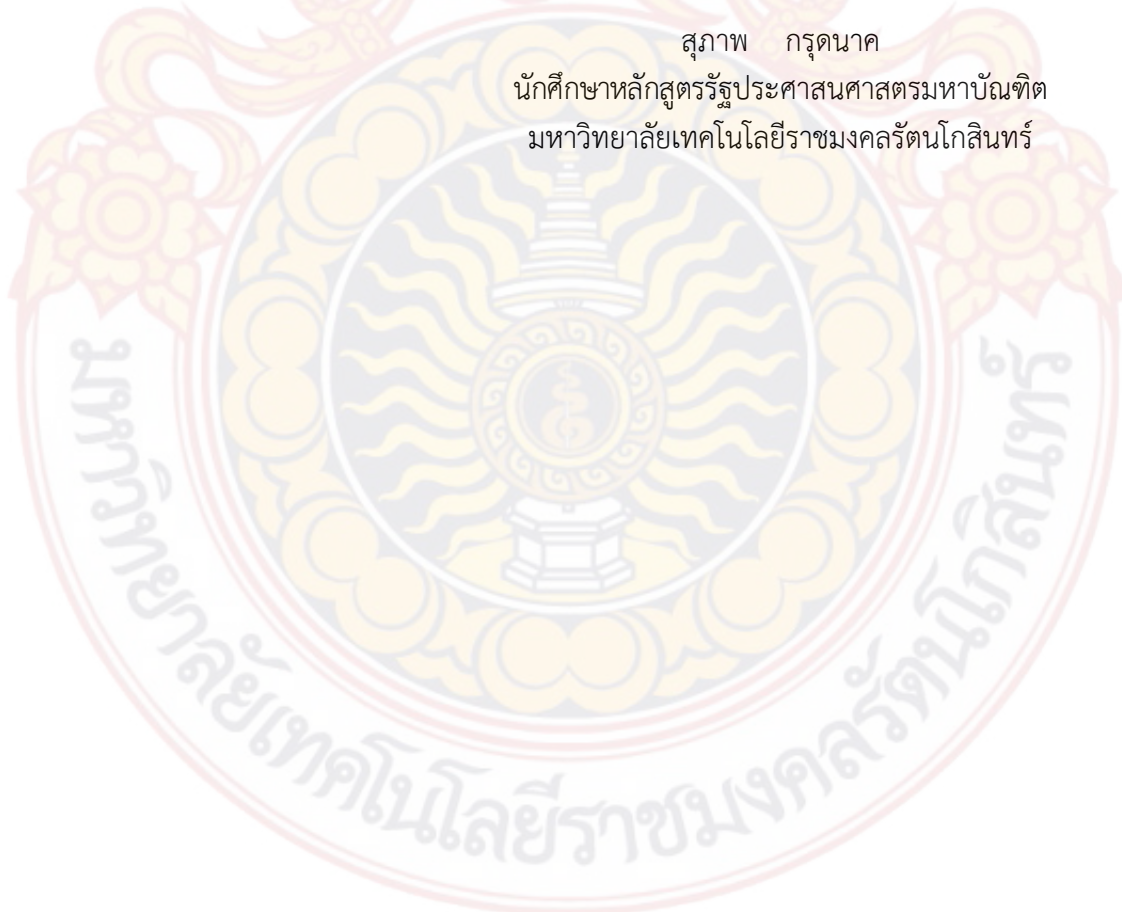 สุภาพ กรุดนาค
นักศึกษาหลักสูตรรัฐประศาสนศาสตรมหาบัณฑิต
มหาวิทยาลัยเทคโนโลยีราชมงคลรัตนโกสินทร์
มหาวิทยาลัยเทคโนโลยีราชมงคลรัตนโกสินทร์